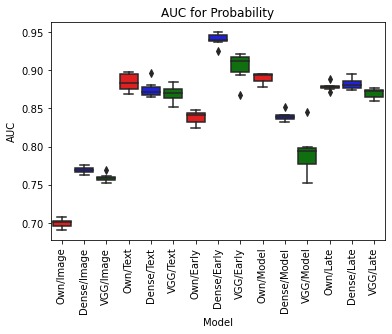 AUC for Probability
AUC
0.95
0.90
0.85
0.80
0.75
0.70
Own/Image
Dense/Image
VGG/Image
Own/Text
Dense/Text
VGG/Text
Own/Early
Dense/Early
VGG/Early
Own/Model
Dense/Model
VGG/Model
Own/Late
Dense/Late
VGG/Late
Model